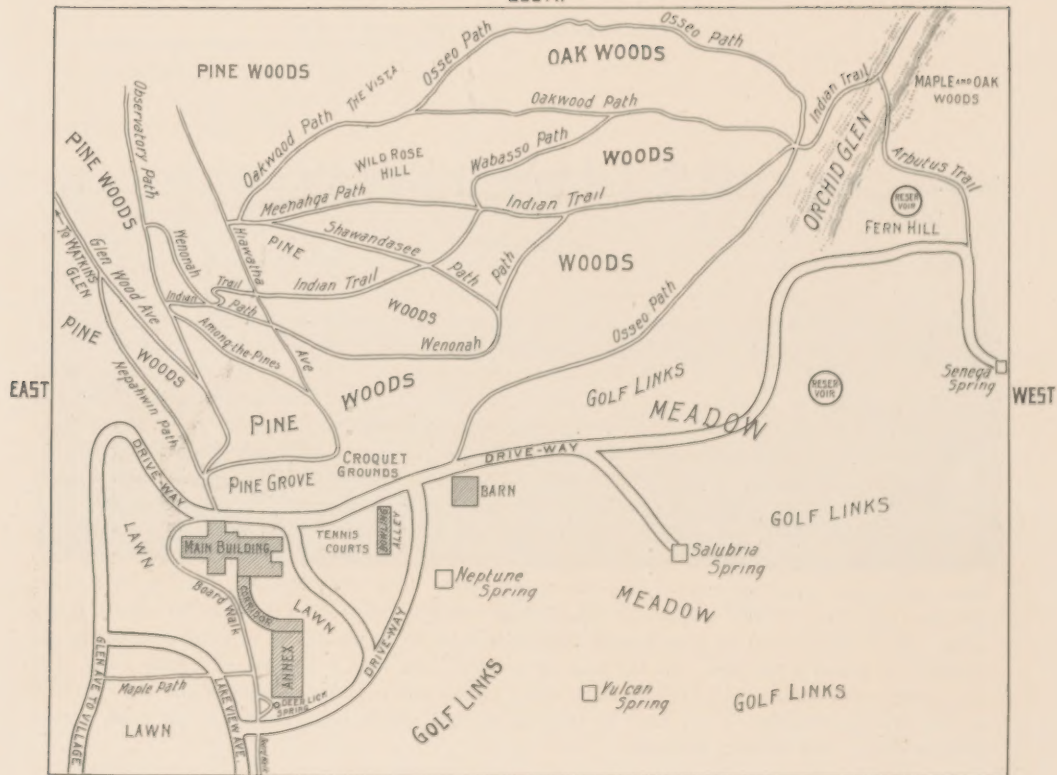 Osseo Path
Osseo Path
OAK WOODS
PINE WOODS
THE VISTA
Indian Trail
MAPLE AND OAK
WOODS
Observatory Path
Oakwood Path
Oakwood Path
PINE WOODS
WILD ROSE
HILL
Wabasso Path
WOODS
ORCHID GLEN
Arbutus Trail
RESER
VOIR
FERN HILL
Meenahga Path
Indian Trail
Hiawatha
Ave
PINE
WOODS
Shawandasee
Path
Path
WOODS
TO WATKINS
GLEN
Glen Wood Ave
Wenonah
Path
Indian
Trail
Indian Trail
Among the Pines
Wenonah
PINE
WOODS
Nepahwin Path
WOODS
Osseo Path
EAST
WEST
GOLF LINKS
MEADOW
RESER
VOIR
Senega
Spring
PINE
DRIVE-WAY
CROQUET
GROUNDS
DRIVE-WAY
PINE GROVE
BARN
GOLF LINKS
LAWN
MAIN BUILDING
TENNIS
COURTS
BOWLING
ALLEY
Salubria
Spring
Neptune
Spring
MEADOW
Board Walk
CORRIDOR
LAWN
ANNEX
DRIVE-WAY
GLEN AVE TO VILLAGE
Maple Path
LAKE VIEW AVE.
DEER LICK
SPRING
LAWN
GOLF LINKS
Vulcan
Spring
GOLF LINKS